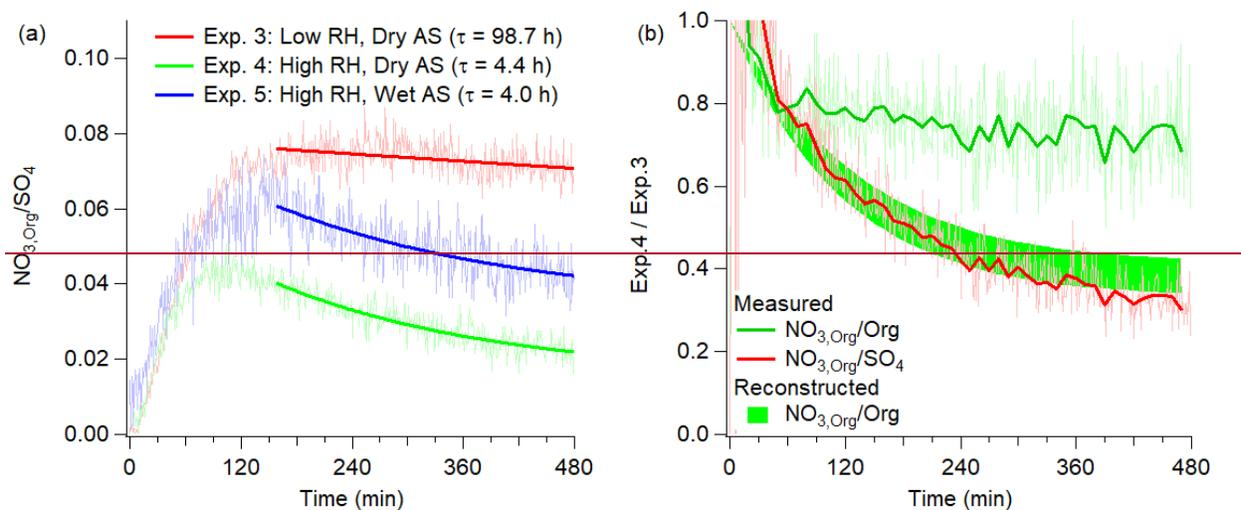 (a)
Exp. 3: Low RH, Dry AS (τ = 98.7 h)
Exp. 4: High RH, Dry AS (τ = 4.4 h)
Exp. 5: High RH, Wet AS (τ = 4.0 h)
NO3,Org/SO4
0.10
0.08
0.06
0.04
0.02
0.00
0 120 240 360 480
Time (min)
(b)
Exp.4 / Exp.3
1.0
0.8
0.6
0.4
0.2
0.0
Measured
NO3,Org/Org
NO3,Org/SO4
Reconstructed
NO3,Org/Org
0 120 240 360 480
Time (min)